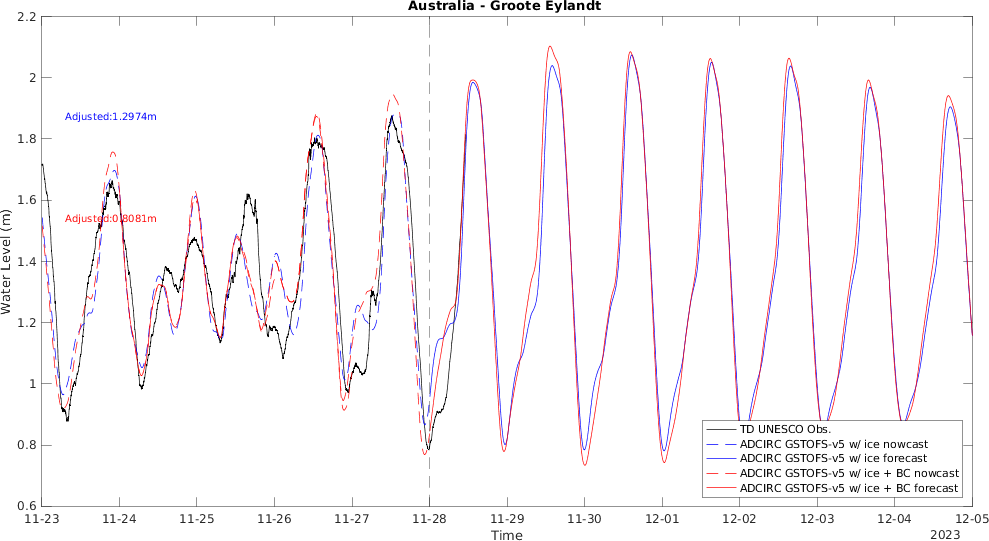 Australia - Groote Eylandt
2.2
2
1.8
1.6
1.4
1.2
1
0.8
0.6
Water Level (m)
Adjusted:1.2974m
Adjusted:0.8081m
TD UNESCO Obs.
ADCIRC GSTOFS-v5 w/ ice nowcast
ADCIRC GSTOFS-v5 w/ ice forecast
ADCIRC GSTOFS-v5 w/ ice + BC nowcast
ADCIRC GSTOFS-v5 w/ ice + BC forecast
11-23 11-24 11-25 11-26 11-27 11-28 11-29 11-30 12-01 12-02 12-03 12-04 12-05
Time
2023